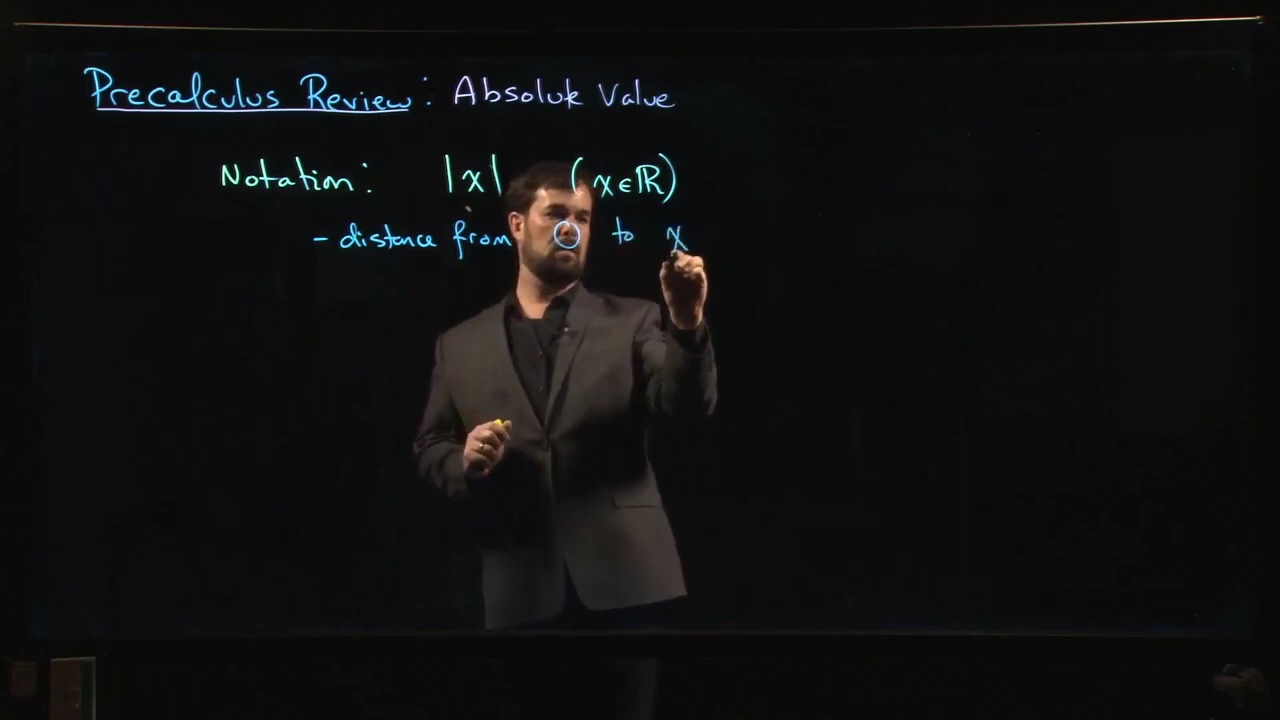 Precalculus Review: Absolute Value
Notation: |x| (x∈ℝ)
- distance from 0 to x